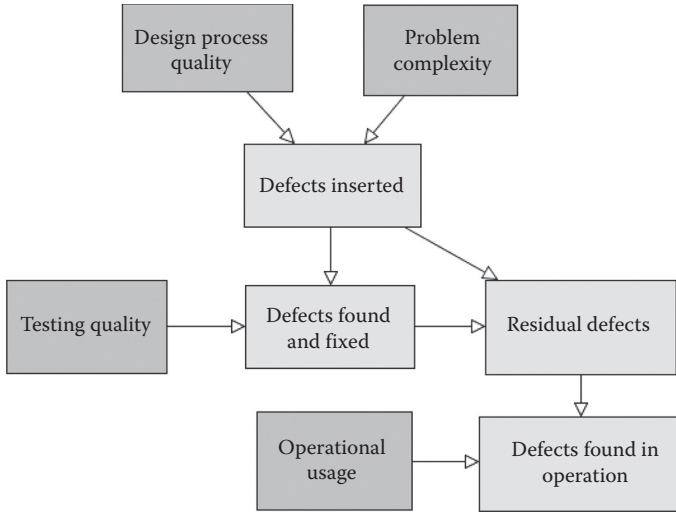 Design process
quality
Problem
complexity
Defects inserted
Testing quality
Defects found
and fixed
Residual defects
Operational
usage
Defects found in
operation